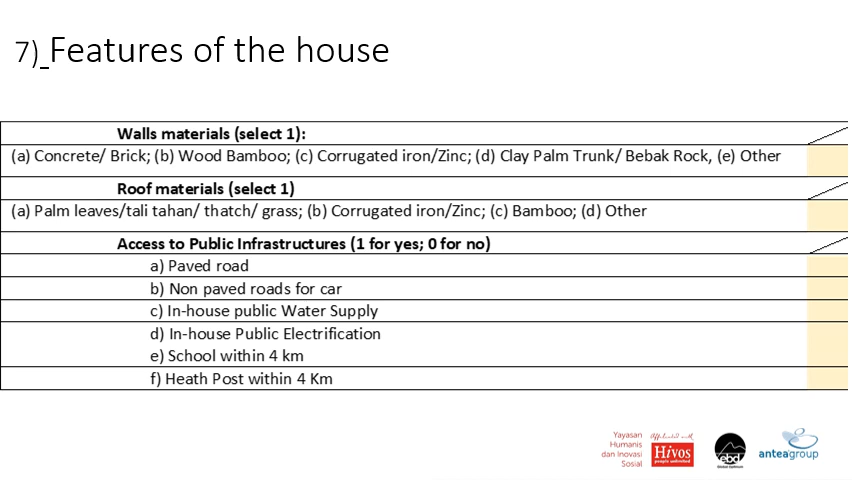 7) Features of the house
Walls materials (select 1):
(a) Concrete/ Brick; (b) Wood Bamboo; (c) Corrugated iron/Zinc; (d) Clay Palm Trunk/ Bebak Rock, (e) Other
Roof materials (select 1)
(a) Palm leaves/tali tahan/ thatch/ grass; (b) Corrugated iron/Zinc; (c) Bamboo; (d) Other
Access to Public Infrastructures (1 for yes; 0 for no)
a) Paved road
b) Non paved roads for car
c) In-house public Water Supply
d) In-house Public Electrification
e) School within 4 km
f) Heath Post within 4 Km
Yayasan
Humanis
dan Inovasi
Sosial
Hivos
people unlimited
ebd
anteagroup